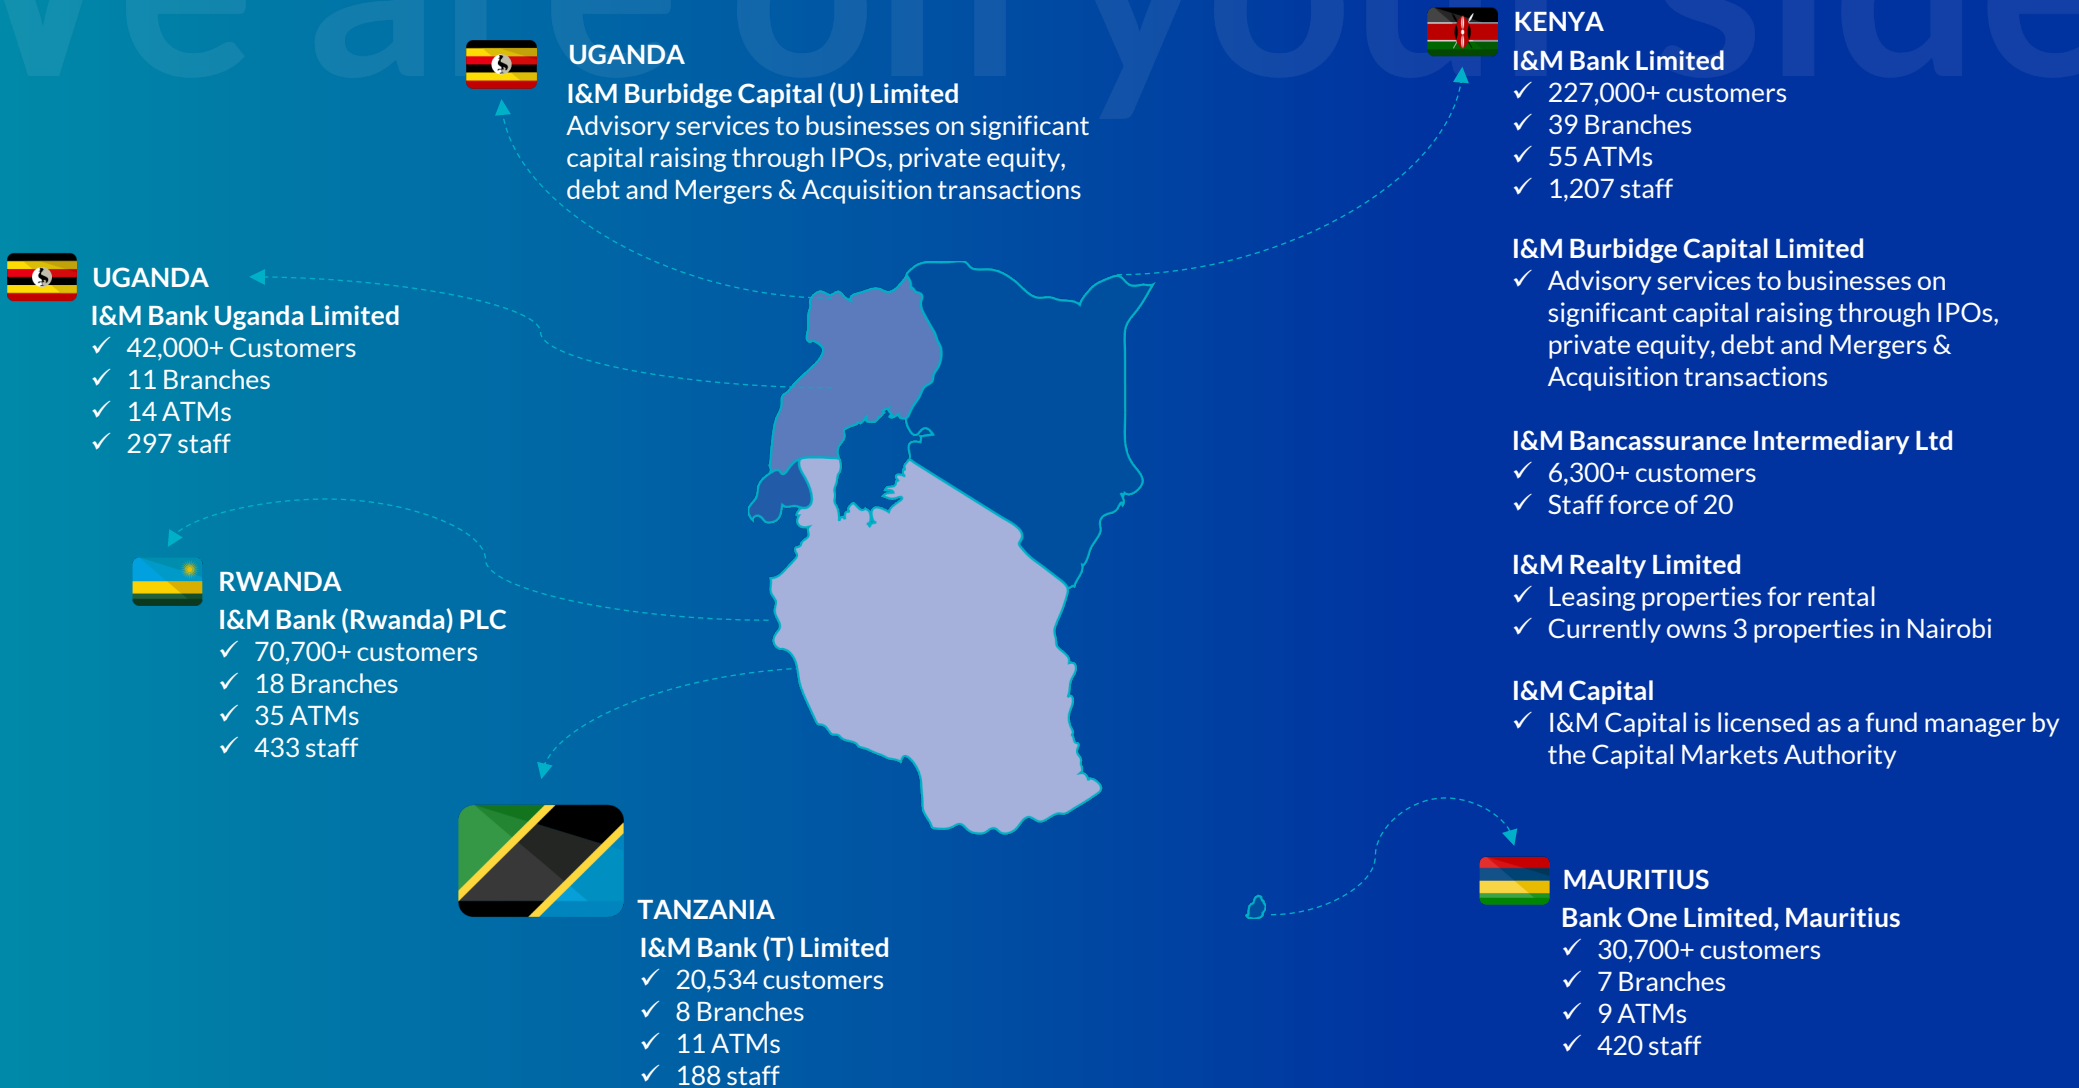 We are on your side
UGANDA
I&M Burbidge Capital (U) Limited
Advisory services to businesses on significant
capital raising through IPOs, private equity,
debt and Mergers & Acquisition transactions
UGANDA
I&M Bank Uganda Limited
✓ 42,000+ Customers
✓ 11 Branches
✓ 14 ATMs
✓ 297 staff
RWANDA
I&M Bank (Rwanda) PLC
✓ 70,700+ customers
✓ 18 Branches
✓ 35 ATMs
✓ 433 staff
TANZANIA
I&M Bank (T) Limited
✓ 20,534 customers
✓ 8 Branches
✓ 11 ATMs
✓ 188 staff
KENYA
I&M Bank Limited
✓ 227,000+ customers
✓ 39 Branches
✓ 55 ATMs
✓ 1,207 staff
I&M Burbidge Capital Limited
✓ Advisory services to businesses on
significant capital raising through IPOs,
private equity, debt and Mergers &
Acquisition transactions
I&M Bancassurance Intermediary Ltd
✓ 6,300+ customers
✓ Staff force of 20
I&M Realty Limited
✓ Leasing properties for rental
✓ Currently owns 3 properties in Nairobi
I&M Capital
✓ I&M Capital is licensed as a fund manager by
the Capital Markets Authority
MAURITIUS
Bank One Limited, Mauritius
✓ 30,700+ customers
✓ 7 Branches
✓ 9 ATMs
✓ 420 staff